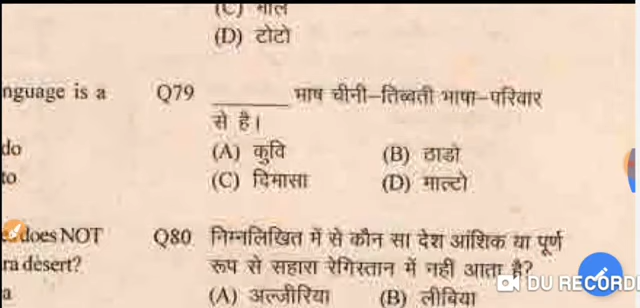 (C) भील
(D) टोटो
nguage is a Q79 ______ भाष चीनी–तिब्बती भाषा–परिवार
से है।
do (A) कुवि (B) ठाडो
to (C) दिमासा (D) माल्टो
does NOT Q80 निम्नलिखित में से कौन सा देश आंशिक या पूर्ण
ra desert? रूप से सहारा रेगिस्तान में नहीं आता है?
DU RECORD
a (A) अल्जीरिया (B) लीबिया